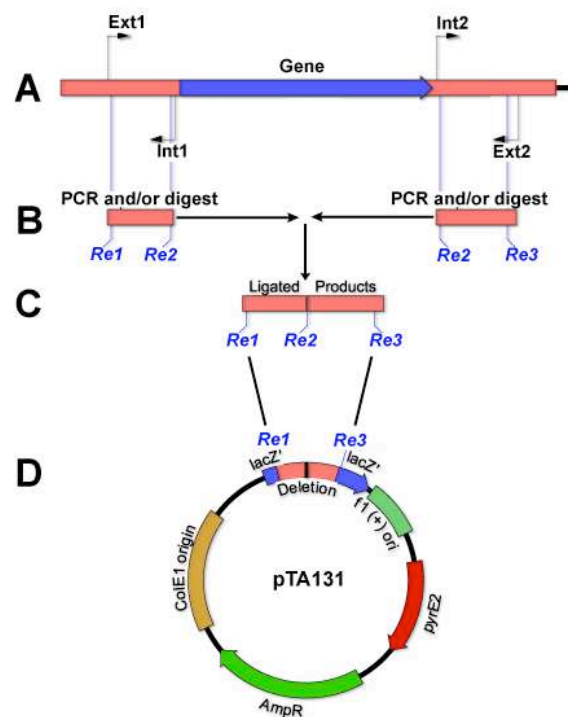 Ext1
Int2
Gene
A
Int1
Ext2
PCR and/or digest
PCR and/or digest
B
Re1
Re2
Re2
Re3
Ligated
Products
C
Re1
Re2
Re3
Re1
Re3
D
lacZ'
lacZ'
Deletion
f1 (+) ori
ColE1 origin
pTA131
pyrE2
AmpR